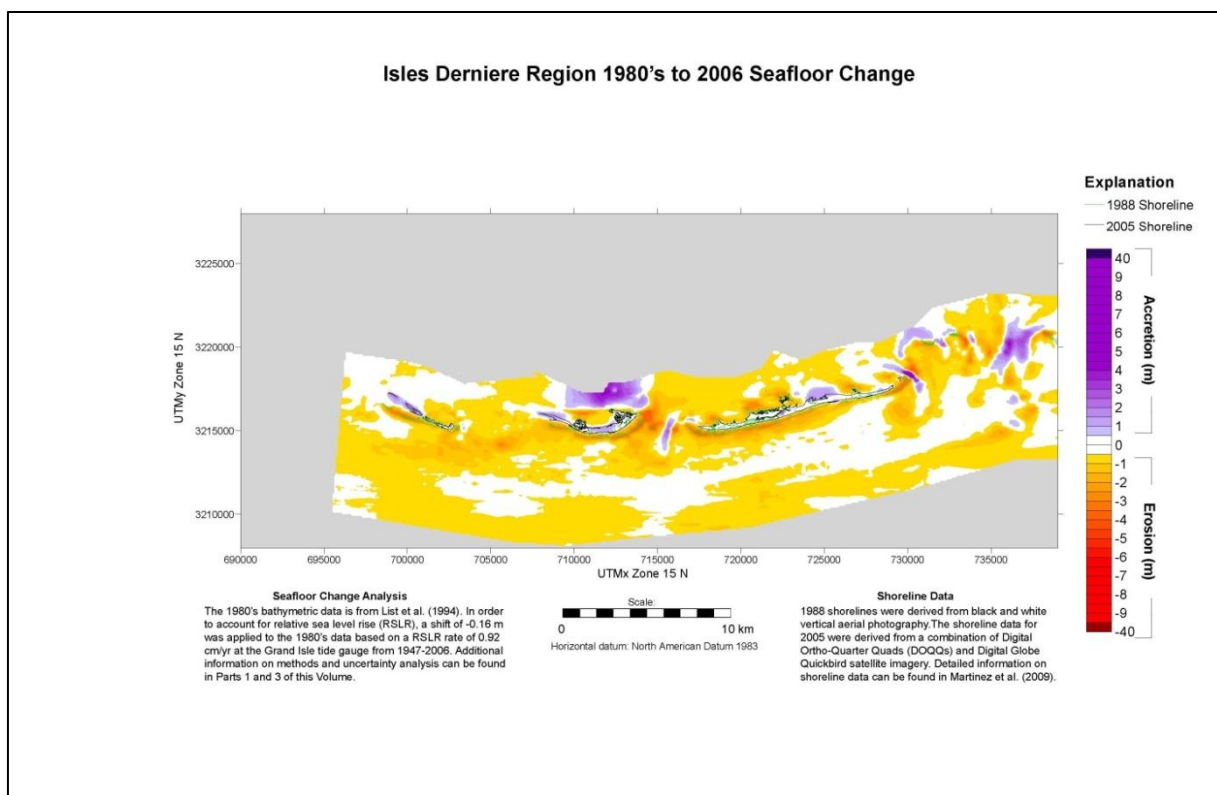 Isles Derniere Region 1980's to 2006 Seafloor Change
Explanation
1988 Shoreline
2005 Shoreline
40
9
8
7
6
5
4
3
2
1
0
-1
-2
-3
-4
-5
-6
-7
-8
-9
-40
Accretion (m)
Erosion (m)
UTMy Zone 15 N
3225000
3220000
3215000
3210000
690000
695000
700000
705000
710000
715000
720000
725000
730000
735000
UTMx Zone 15 N
Seafloor Change Analysis
The 1980's bathymetric data is from List et al. (1994). In order
to account for relative sea level rise (RSLR), a shift of -0.16 m
was applied to the 1980's data based on a RSLR rate of 0.92
cm/yr at the Grand Isle tide gauge from 1947-2006. Additional
information on methods and uncertainty analysis can be found
in Parts 1 and 3 of this Volume.
Scale:
0
10 km
Horizontal datum: North American Datum 1983
Shoreline Data
1988 shorelines were derived from black and white
vertical aerial photography.The shoreline data for
2005 were derived from a combination of Digital
Ortho-Quarter Quads (DOQQs) and Digital Globe
Quickbird satellite imagery. Detailed information on
shoreline data can be found in Martinez et al. (2009).